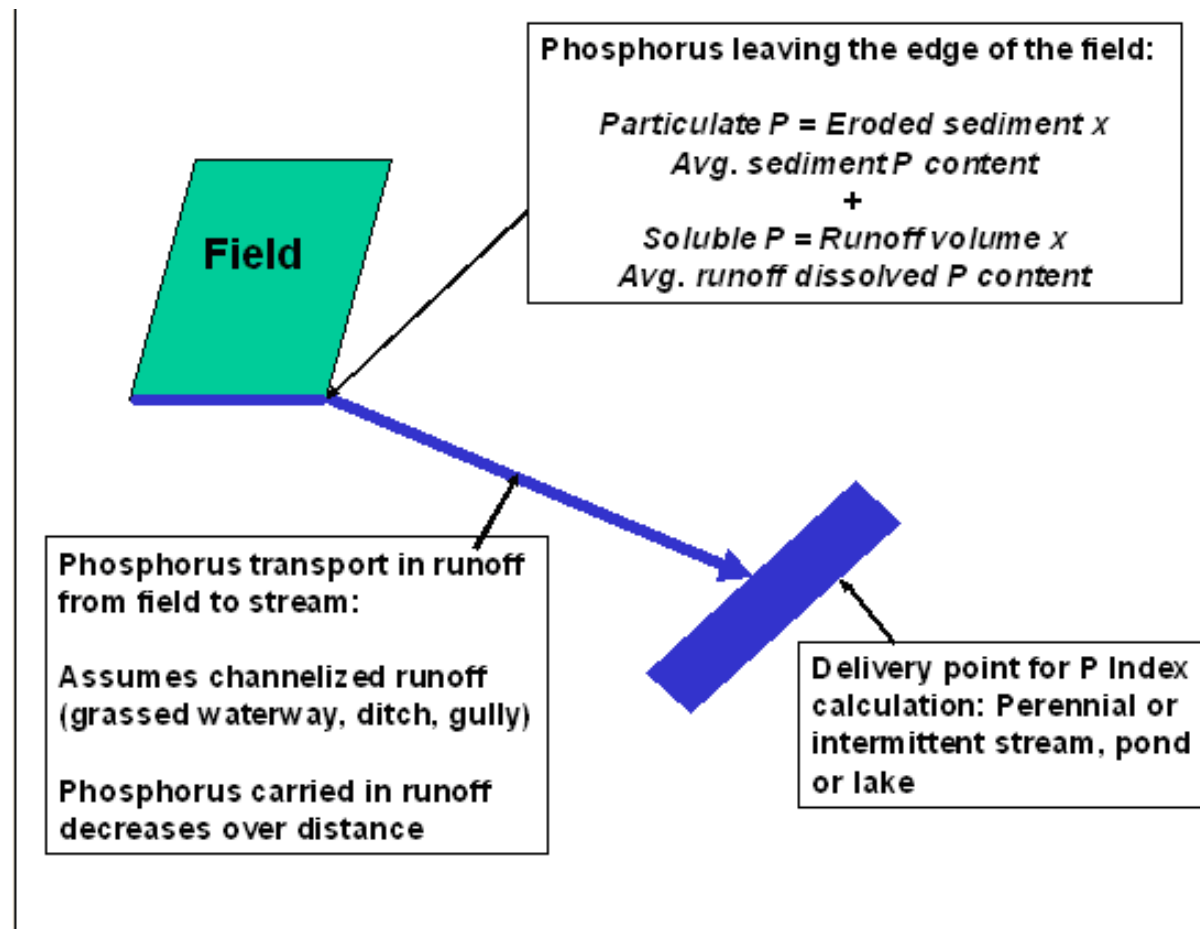 Phosphorus leaving the edge of the field:
Particulate P = Eroded sediment x
Avg. sediment P content
+
Soluble P = Runoff volume x
Avg. runoff dissolved P content
Field
Phosphorus transport in runoff
from field to stream:
Assumes channelized runoff
(grassed waterway, ditch, gully)
Phosphorus carried in runoff
decreases over distance
Delivery point for P Index
calculation: Perennial or
intermittent stream, pond
or lake